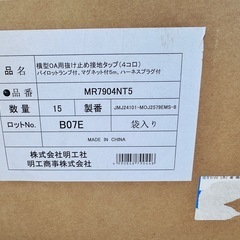 品名 横型OA用抜け止め接地タップ(4コロ)
パイロットランプ付,マグネット付5m,ハーネスプラグ付
●品番 MR7904NT5
数量 15 製番 JMJ24101-MOJ2579EMS-8
ロットNo. B07E 袋入り
株式会社明工社
明工商事株式会社